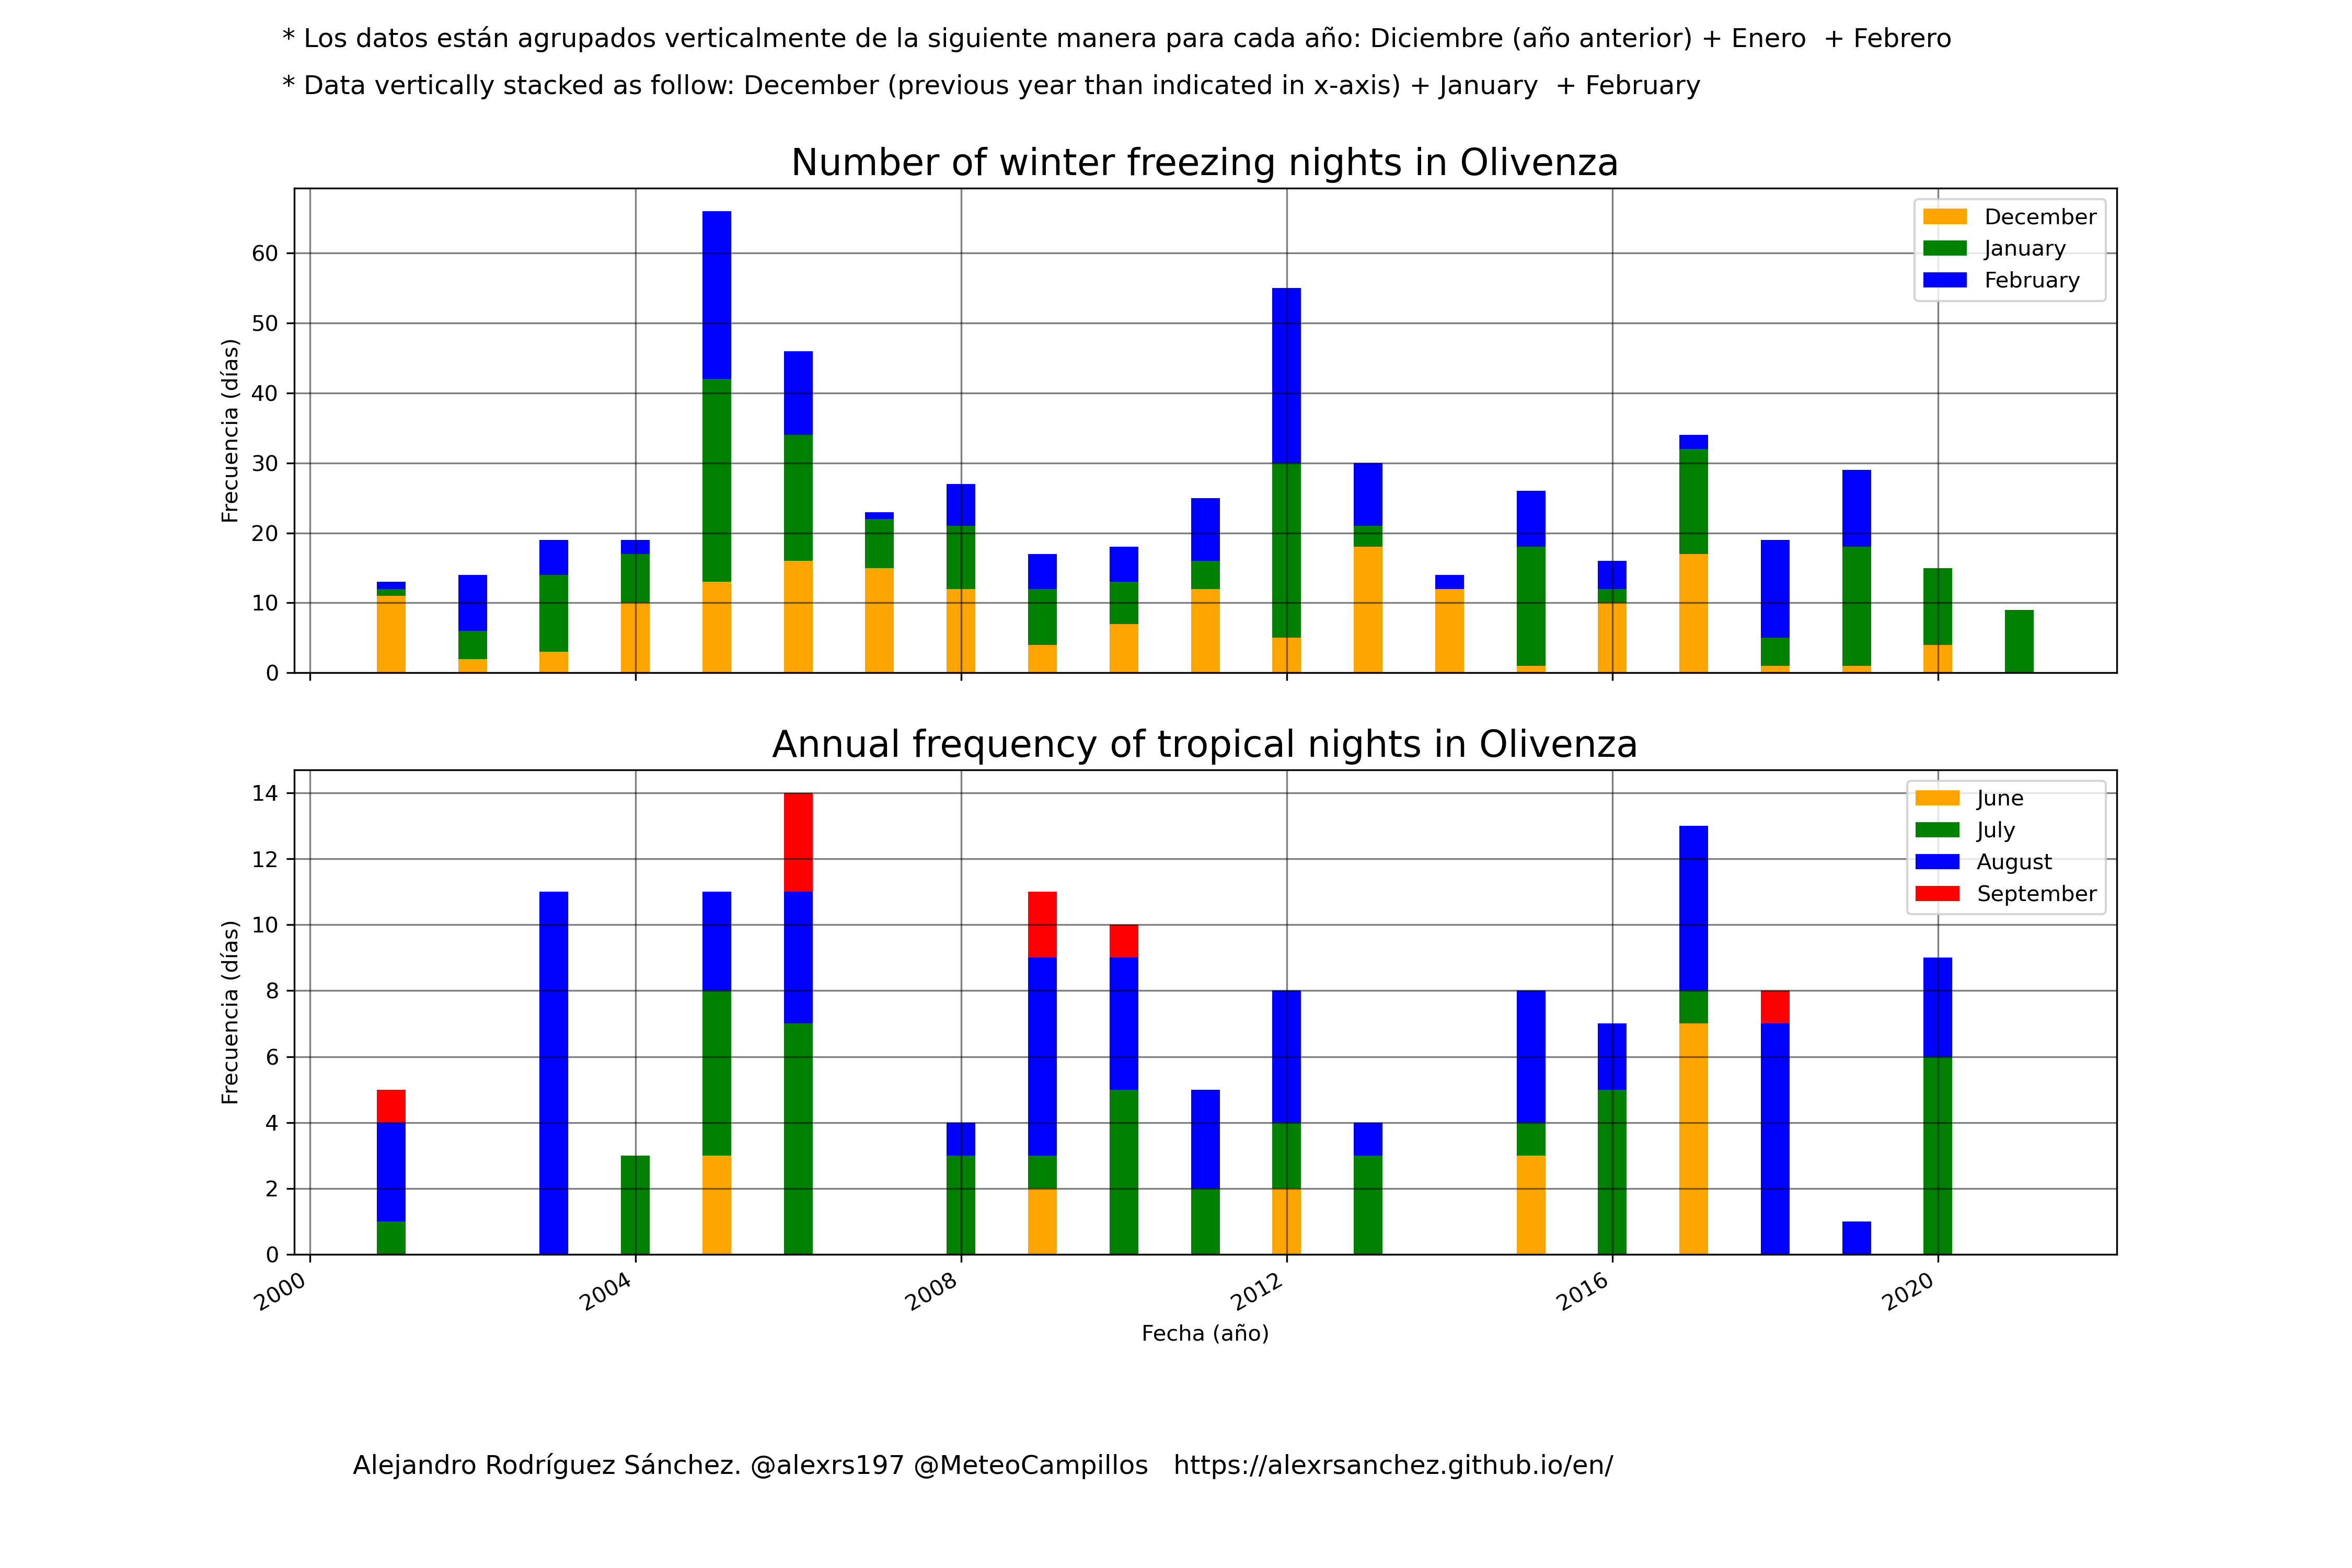 * Los datos están agrupados verticalmente de la siguiente manera para cada año: Diciembre (año anterior) + Enero  + Febrero
* Data vertically stacked as follow: December (previous year than indicated in x-axis) + January  + February
Number of winter freezing nights in Olivenza
Frecuencia (días)
60
50
40
30
20
10
0
December
January
February
Annual frequency of tropical nights in Olivenza
Frecuencia (días)
14
12
10
8
6
4
2
0
June
July
August
September
2000
2004
2008
2012
2016
2020
Fecha (año)
Alejandro Rodríguez Sánchez. @alexrs197 @MeteoCampillos   https://alexrsanchez.github.io/en/